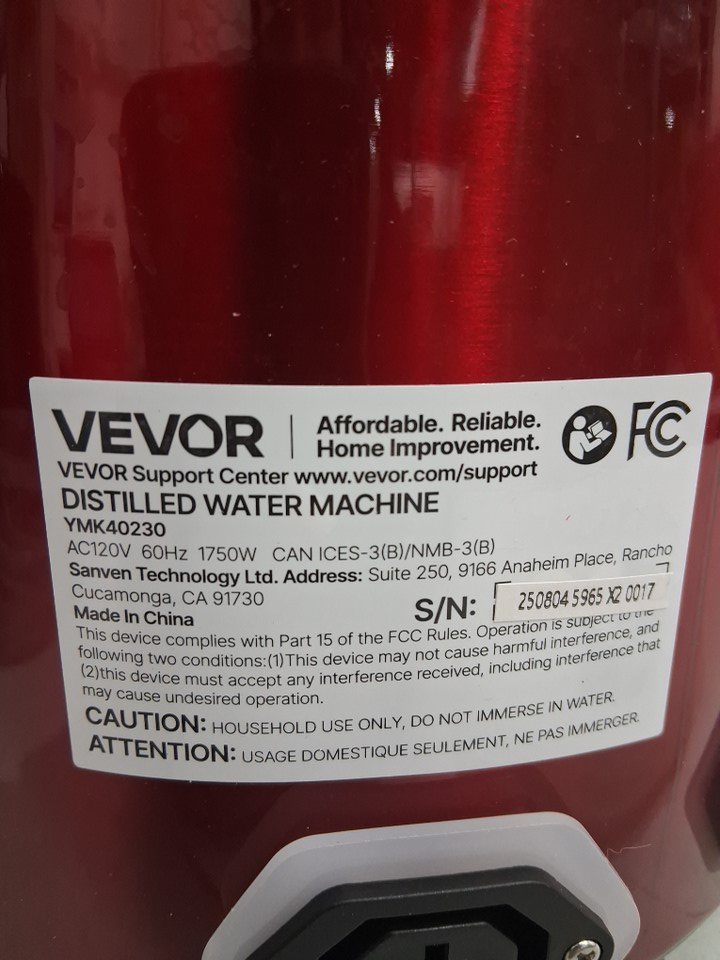 VEVOR
Affordable. Reliable.
Home Improvement.
FC
VEVOR Support Center www.vevor.com/support
DISTILLED WATER MACHINE
YMK40230
AC120V 60Hz 1750W CAN ICES-3(B)/NMB-3(B)
Sanven Technology Ltd. Address: Suite 250, 9166 Anaheim Place, Rancho
Cucamonga, CA 91730
S/N: 250804 5965 X2 0017
Made In China
This device complies with Part 15 of the FCC Rules. Operation is subject to the
following two conditions:(1)This device may not cause harmful interference, and
(2)this device must accept any interference received, including interference that
may cause undesired operation.
CAUTION: HOUSEHOLD USE ONLY, DO NOT IMMERSE IN WATER.
ATTENTION: USAGE DOMESTIQUE SEULEMENT, NE PAS IMMERGER.